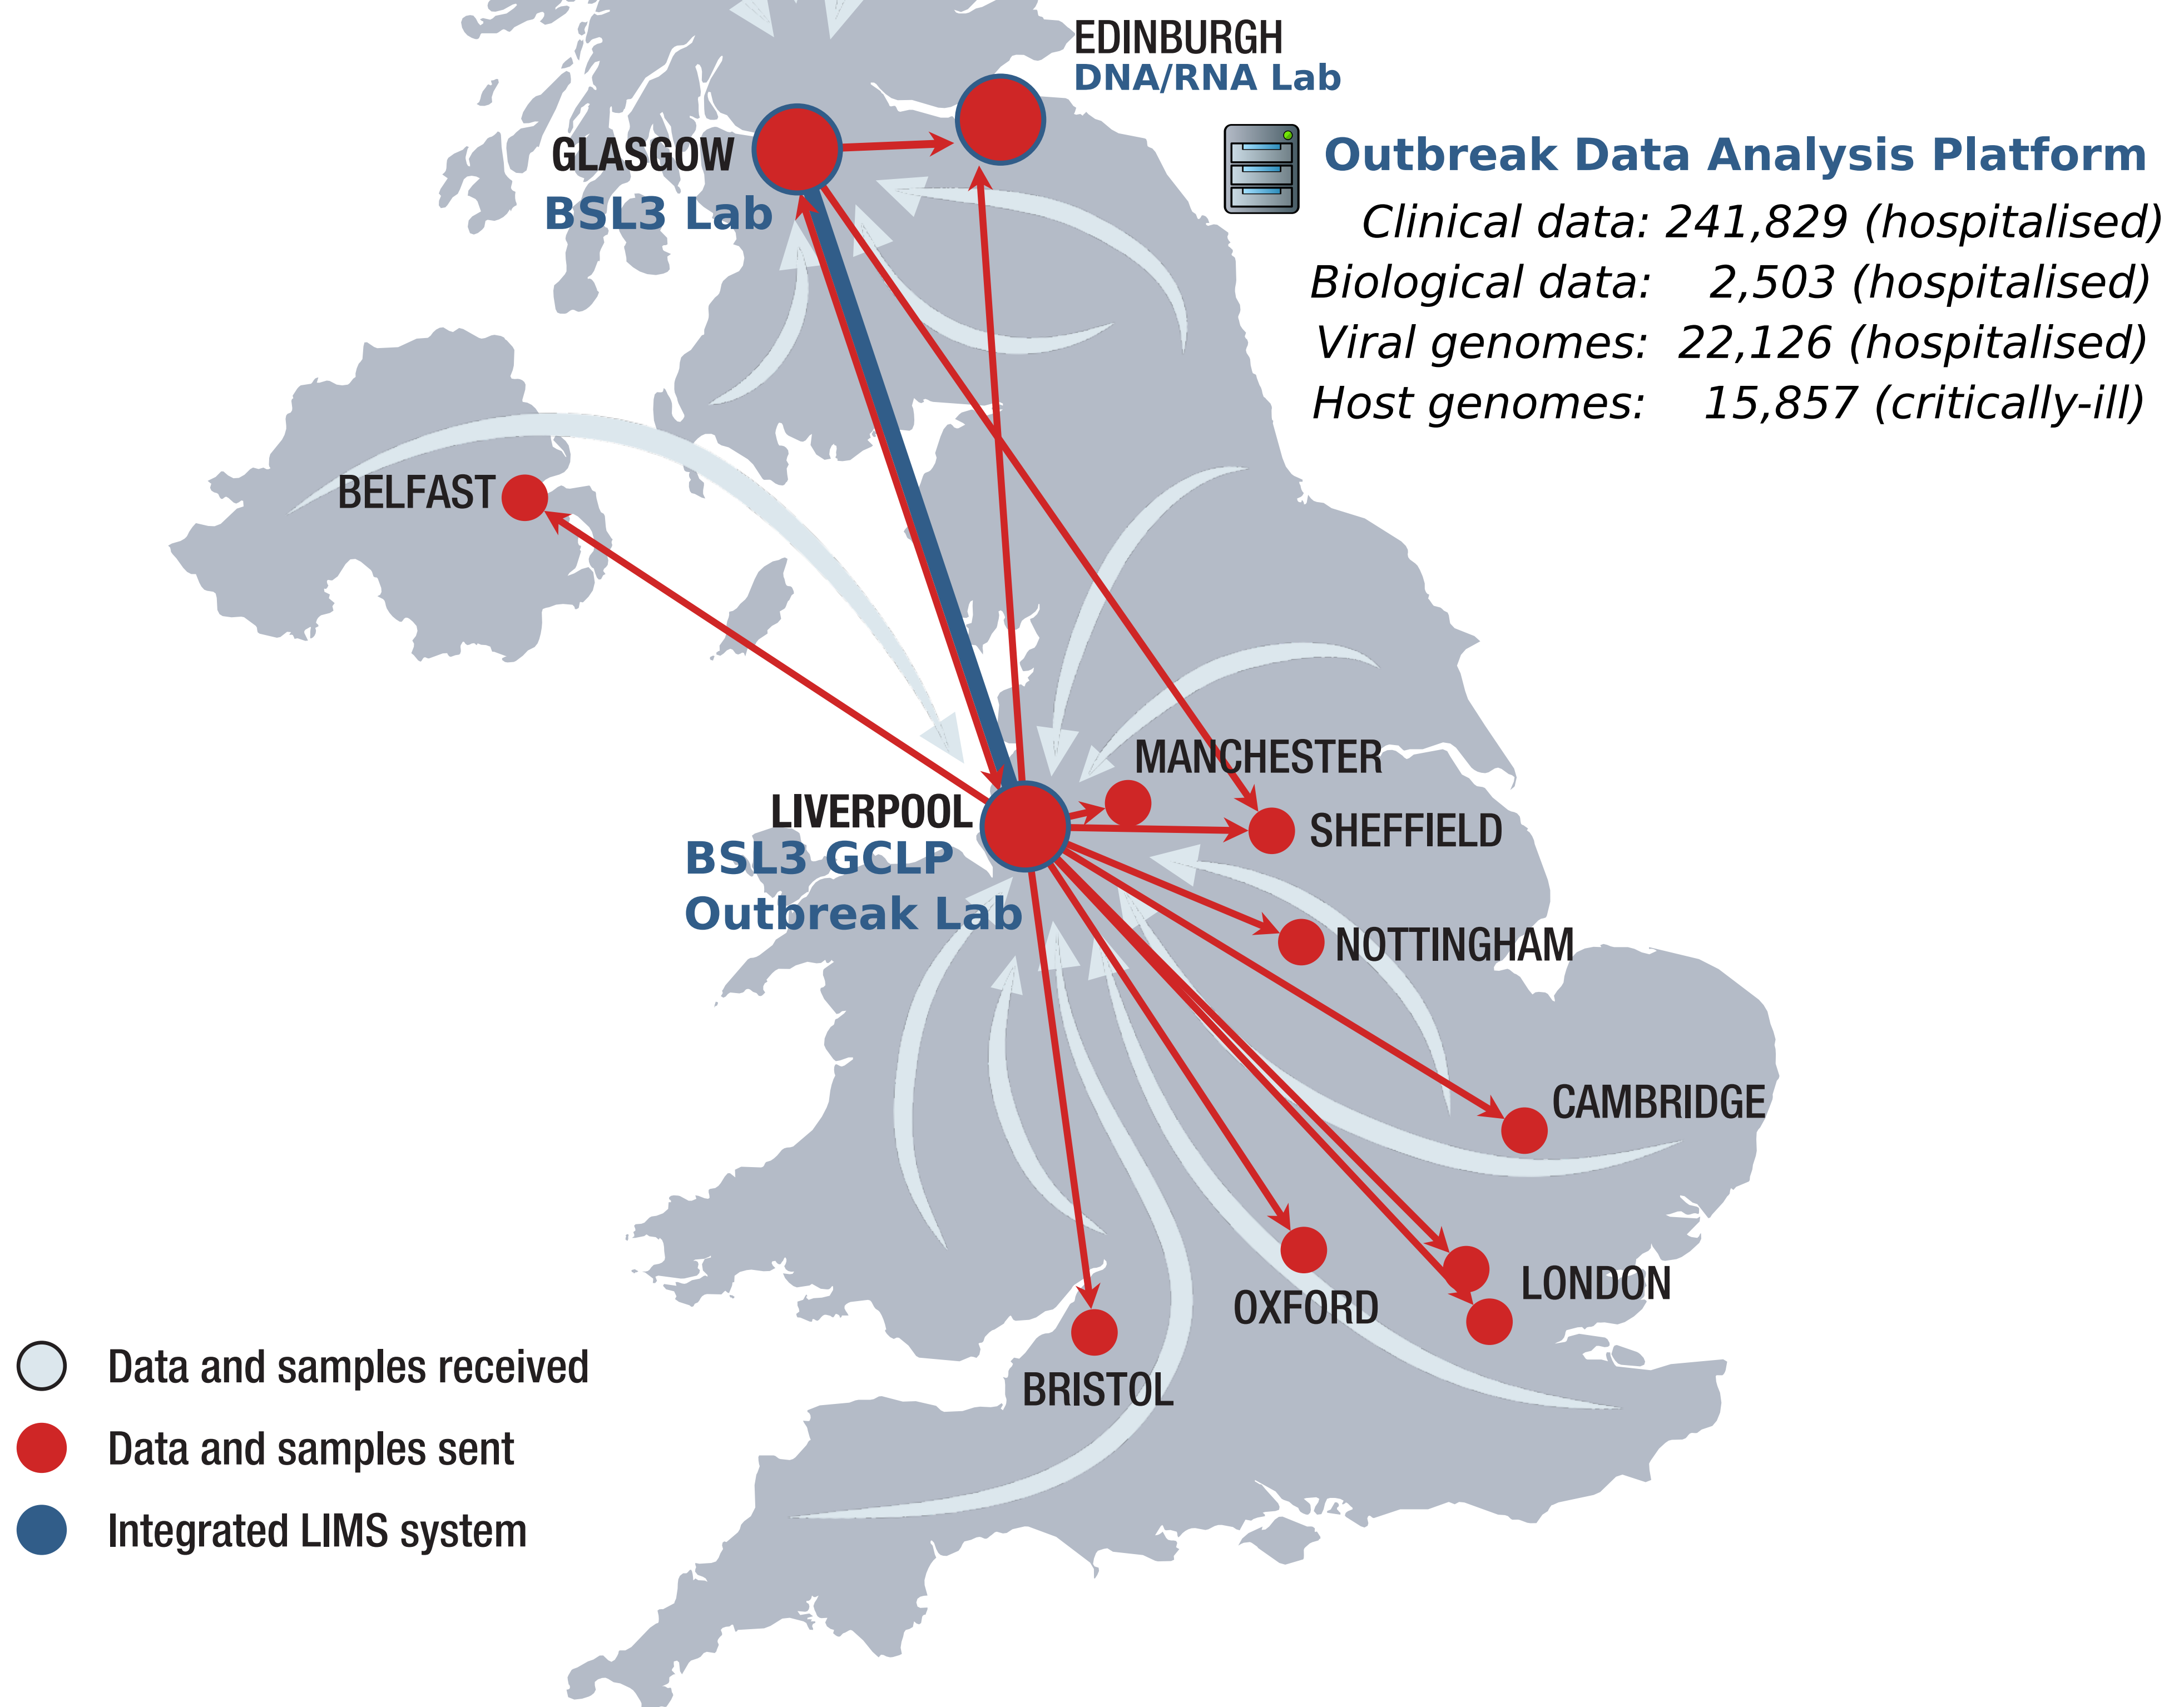 EDINBURGH
DNA/RNA Lab
GLASGOW
BSL3 Lab
Outbreak Data Analysis Platform
Clinical data: 241,829 (hospitalised)
Biological data: 2,503 (hospitalised)
Viral genomes: 22,126 (hospitalised)
Host genomes: 15,857 (critically-ill)
BELFAST
MANCHESTER
LIVERPOOL
BSL3 GCLP
Outbreak Lab
SHEFFIELD
NOTTINGHAM
CAMBRIDGE
LONDON
OXFORD
BRISTOL
Data and samples received
Data and samples sent
Integrated LIMS system